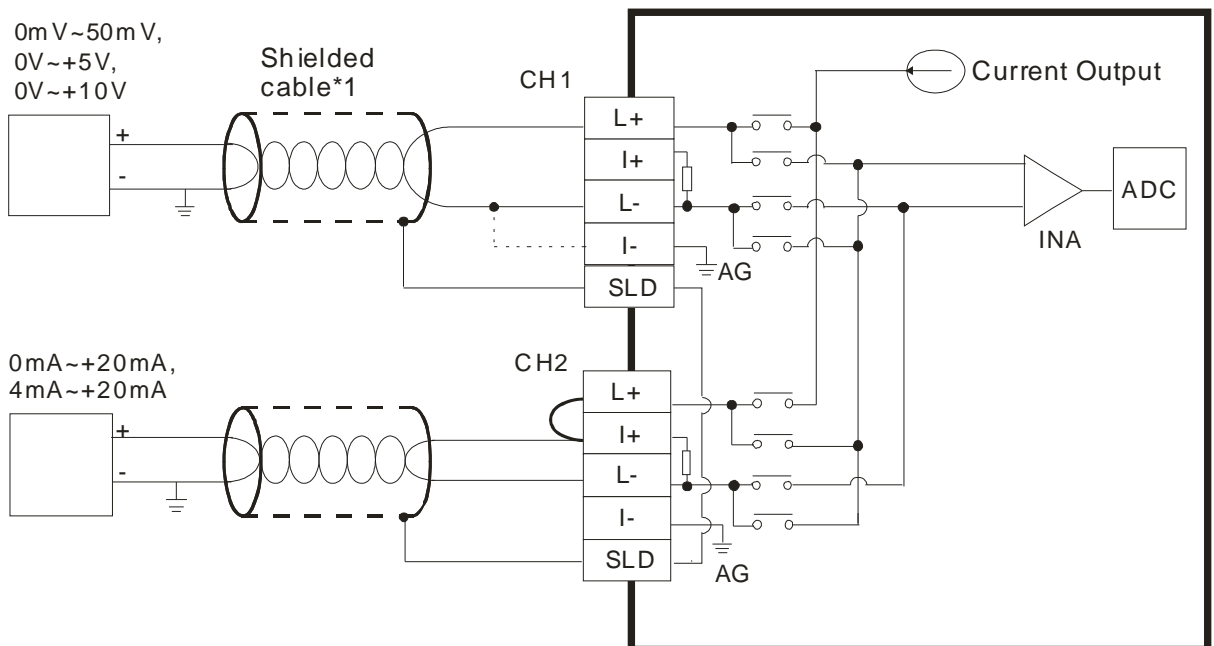 0mV~50mV,
0V~+5V,
0V~+10V
Shielded
cable*1
+
-
CH1
L+
I+
L-
I-
SLD
AG
Current Output
INA
ADC
0mA~+20mA,
4mA~+20mA
+
-
CH2
L+
I+
L-
I-
SLD
AG